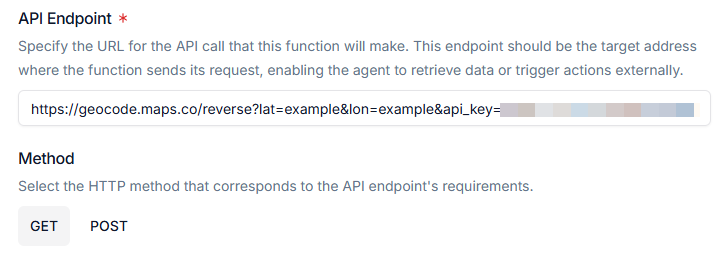 API Endpoint *
Specify the URL for the API call that this function will make. This endpoint should be the target address
where the function sends its request, enabling the agent to retrieve data or trigger actions externally.
https://geocode.maps.co/reverse?lat=example&lon=example&api_key=
Method
Select the HTTP method that corresponds to the API endpoint's requirements.
GET POST